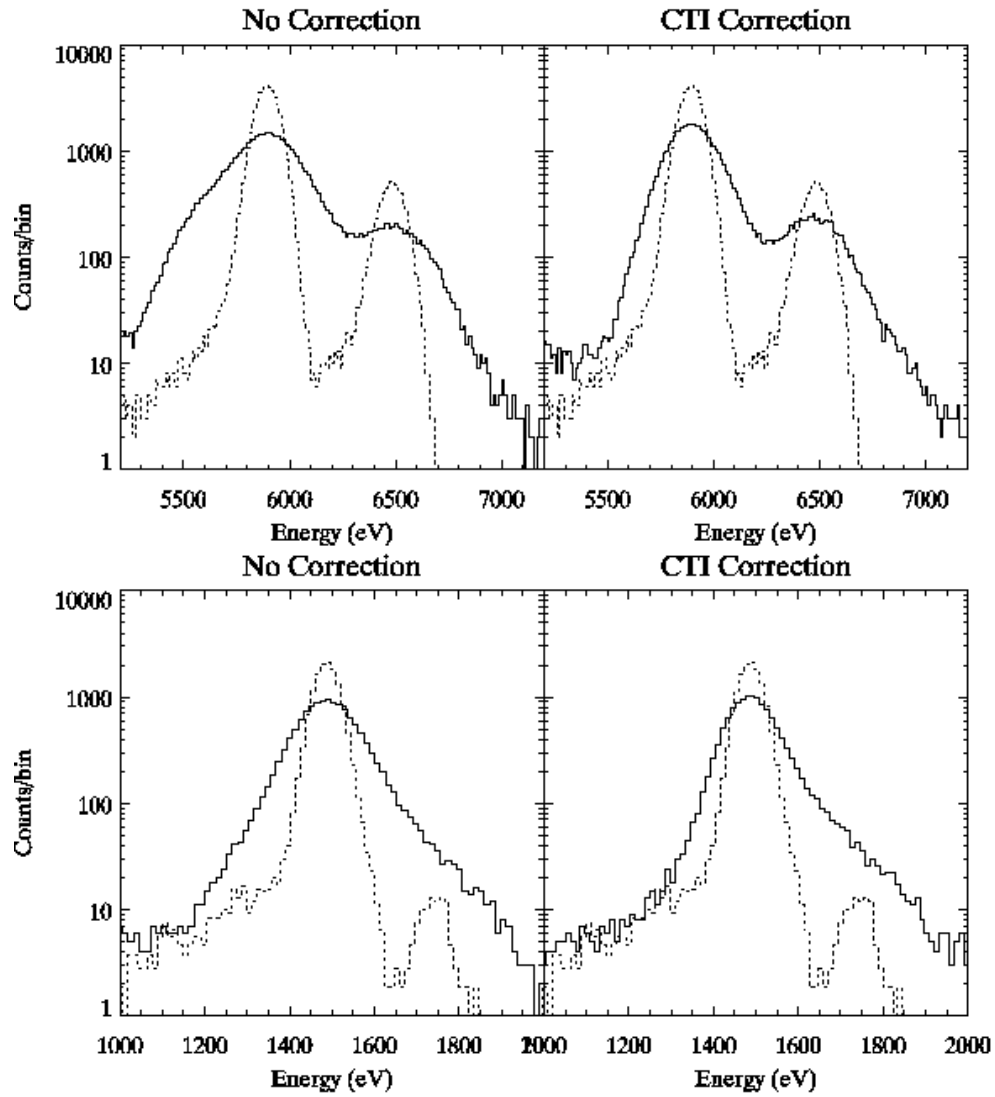 No Correction
CTI Correction
10000
1000
100
10
1
Counts/bin
5500 6000 6500 7000
5500 6000 6500 7000
Energy (eV)
Energy (eV)
No Correction
CTI Correction
10000
1000
100
10
1
Counts/bin
1000 1200 1400 1600 1800
1200 1400 1600 1800 2000
Energy (eV)
Energy (eV)